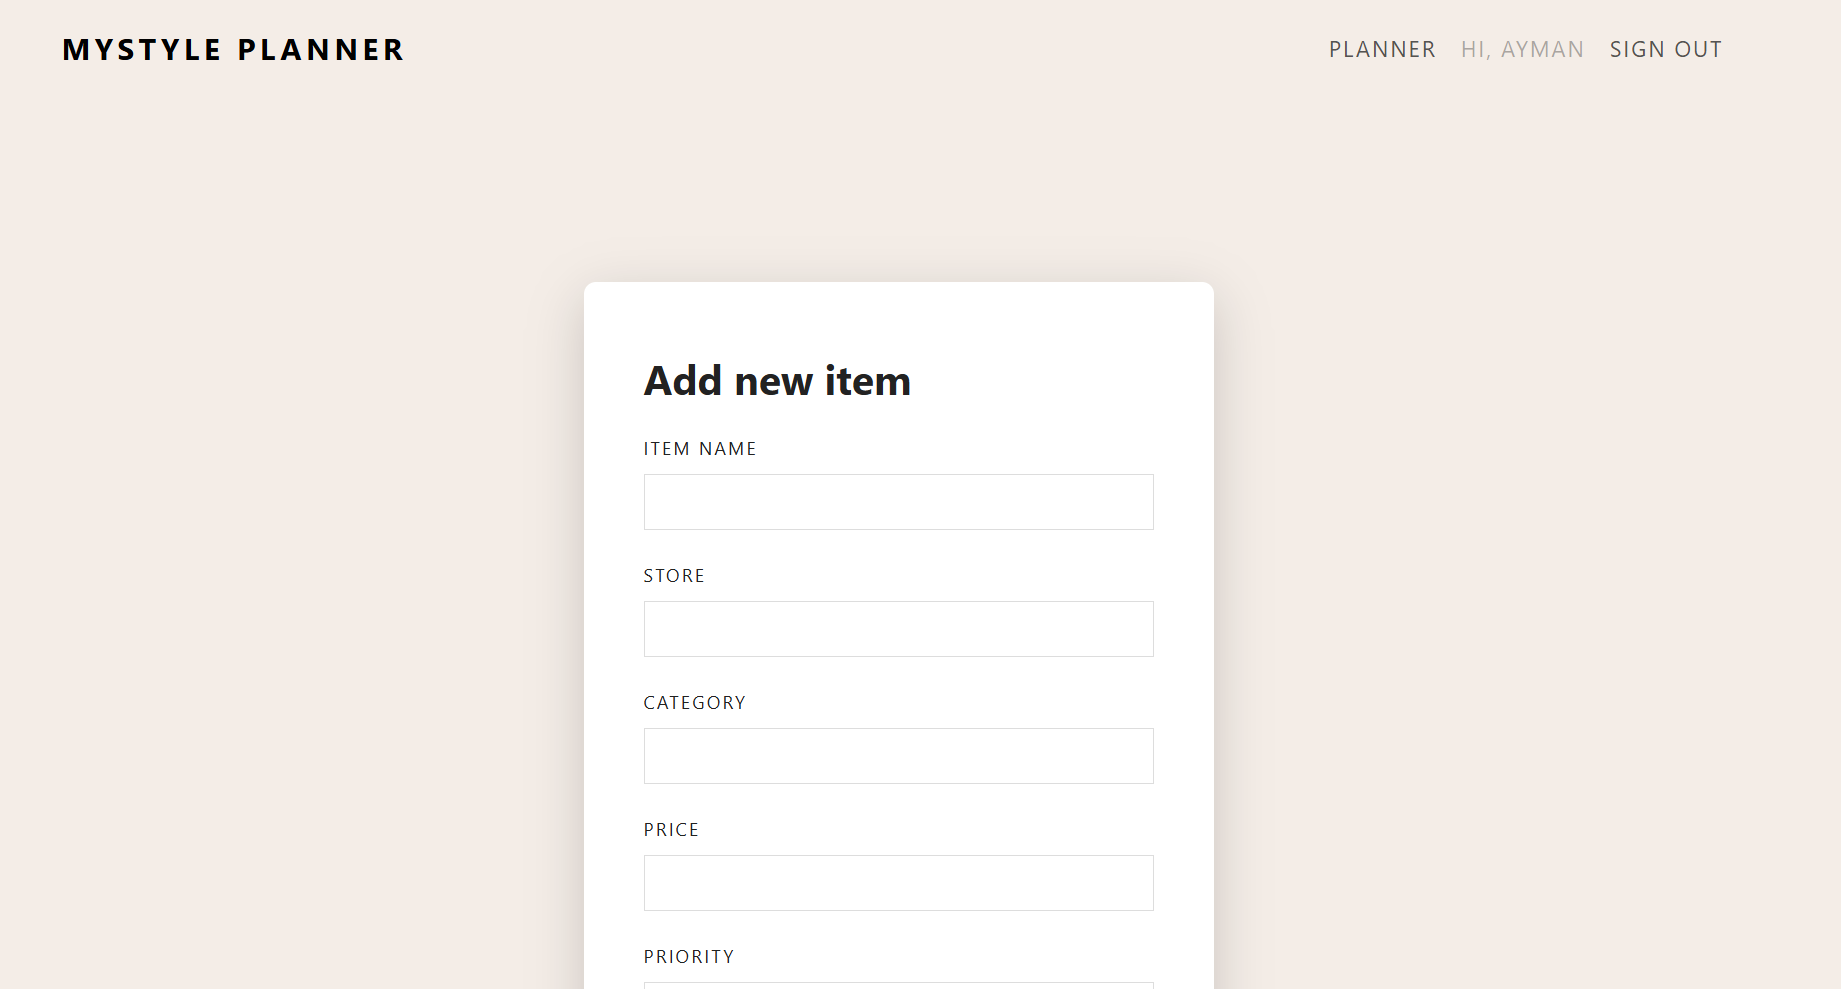 MYSTYLE PLANNER
PLANNER HI, AYMAN SIGN OUT
Add new item
ITEM NAME
STORE
CATEGORY
PRICE
PRIORITY